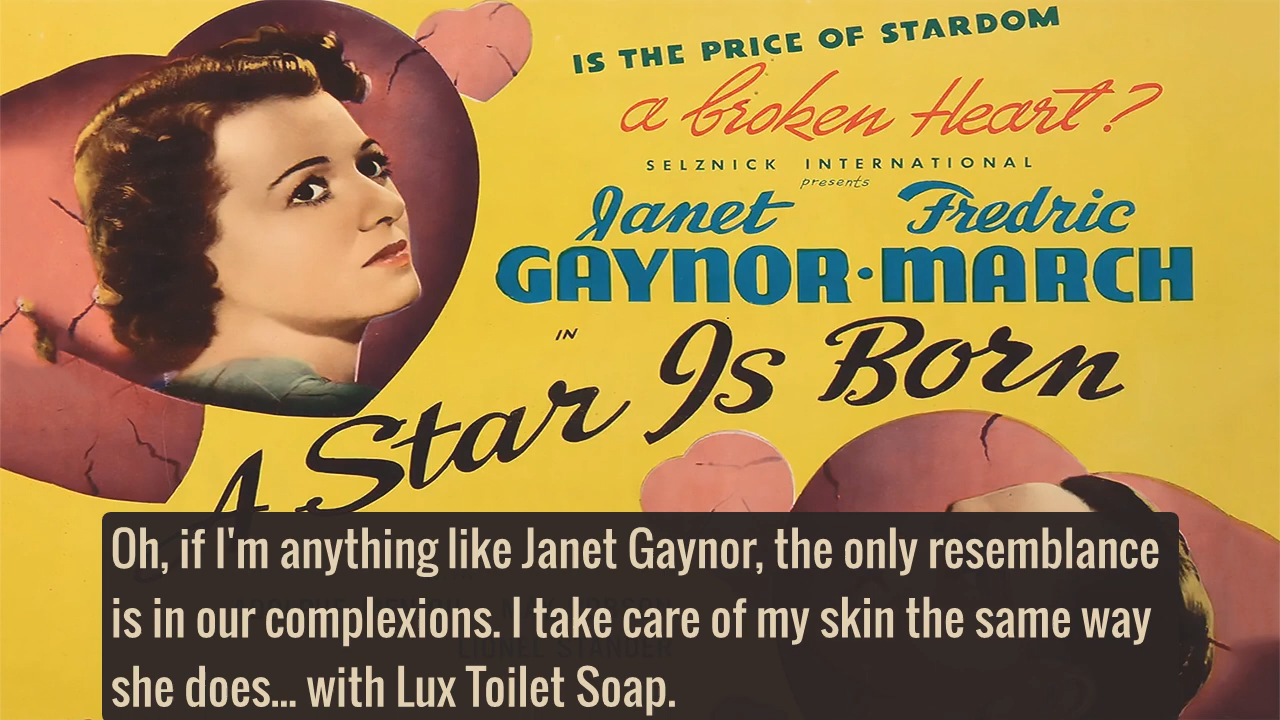 IS THE PRICE OF STARDOM
a broken Heart?
SELZNICK INTERNATIONAL
presents
Janet Fredric
GAYNOR·MARCH
IN
A Star Is Born
Oh, if I'm anything like Janet Gaynor, the only resemblance
is in our complexions. I take care of my skin the same way
she does... with Lux Toilet Soap.
LIONEL STANDER